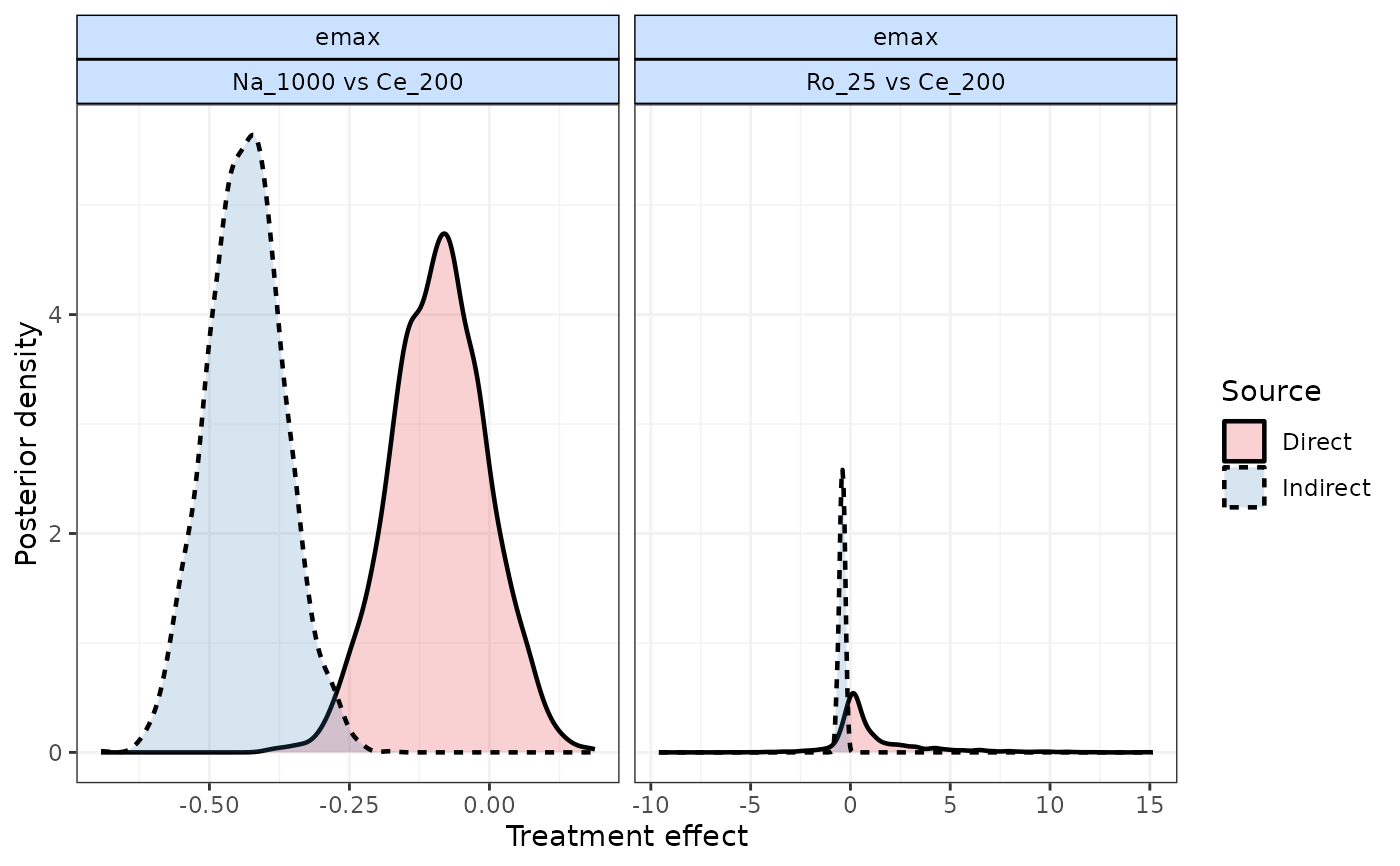 emax
emax
Na_1000 vs Ce_200
Ro_25 vs Ce_200
Posterior density
4
2
0
-0.50
-0.25
0.00
-10
-5
0
5
10
15
Treatment effect
Source
Direct
Indirect